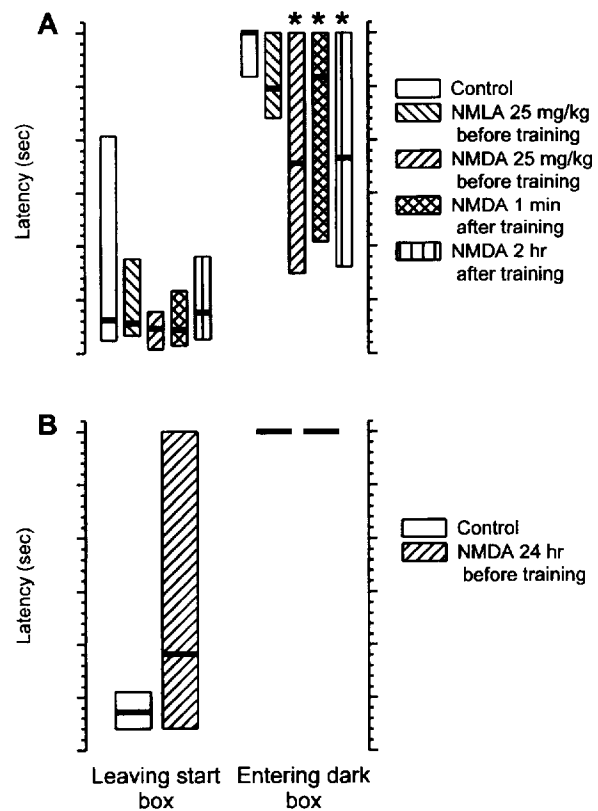 A
* * *
Latency (sec)
Control
NMLA 25 mg/kg
before training
NMDA 25 mg/kg
before training
NMDA 1 min
after training
NMDA 2 hr
after training
B
Latency (sec)
Control
NMDA 24 hr
before training
Leaving start
box
Entering dark
box